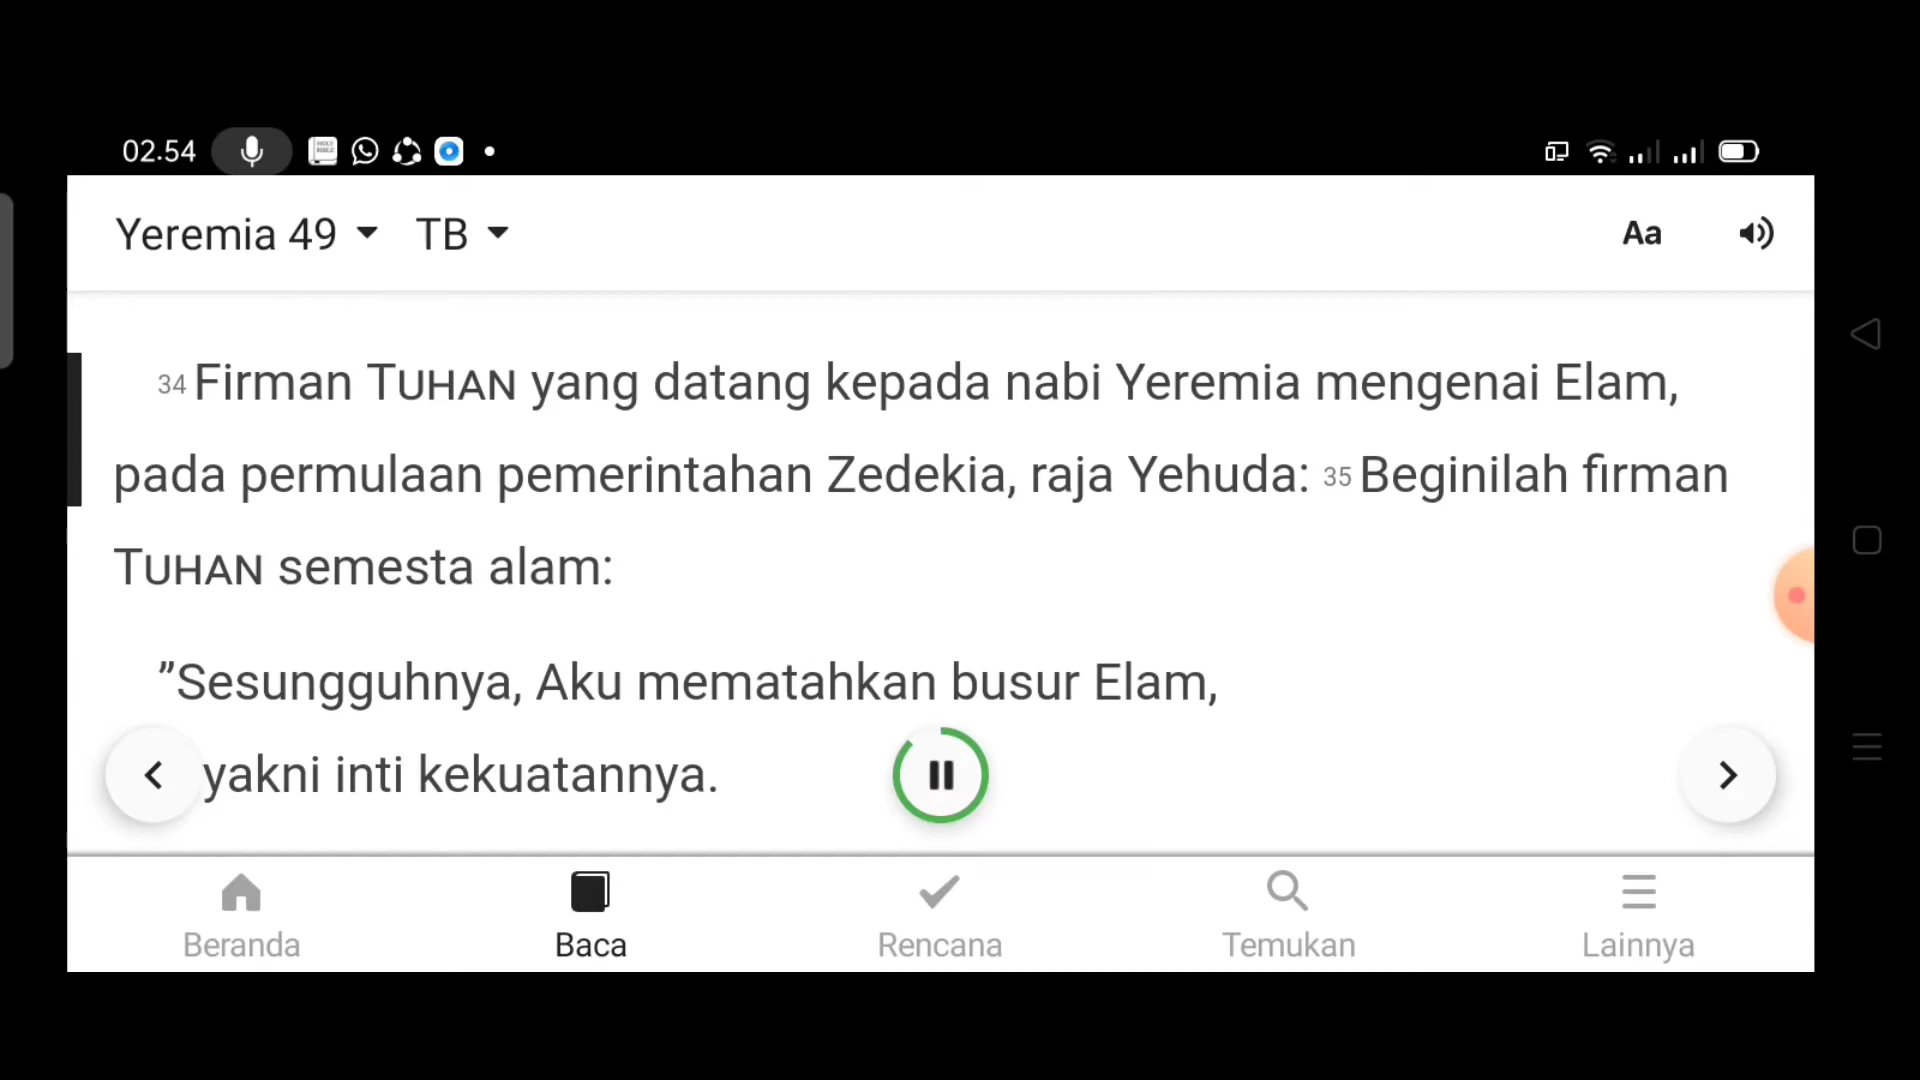 02.54
Yeremia 49 TB Aa
34 Firman TUHAN yang datang kepada nabi Yeremia mengenai Elam,
pada permulaan pemerintahan Zedekia, raja Yehuda: 35 Beginilah firman
TUHAN semesta alam:
”Sesungguhnya, Aku mematahkan busur Elam,
yakni inti kekuatannya.
Beranda Baca Rencana Temukan Lainnya